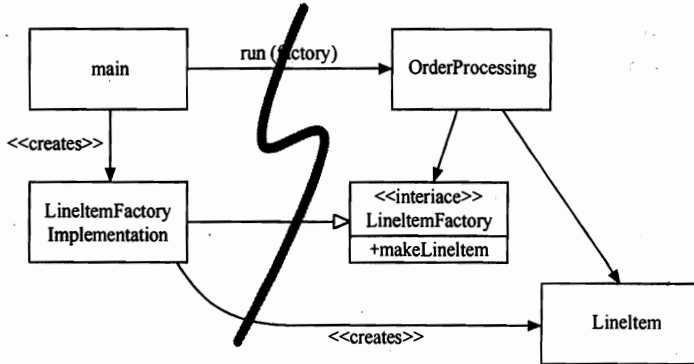 main
run (factory)
OrderProcessing
<<creates>>
LineItemFactory
Implementation
<<interiace>>
LineItemFactory
+makeLineItem
<<creates>>
LineItem